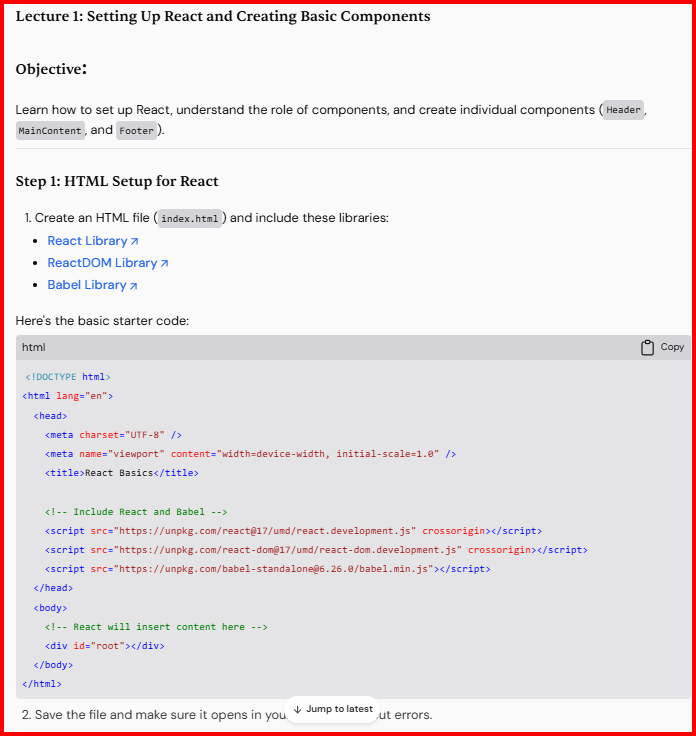 Lecture 1: Setting Up React and Creating Basic Components
Objective:
Learn how to set up React, understand the role of components, and create individual components (Header,
MainContent, and Footer).
Step 1: HTML Setup for React
1. Create an HTML file (index.html) and include these libraries:
• React Library ↗
• ReactDOM Library ↗
• Babel Library ↗
Here's the basic starter code:
html Copy
<!DOCTYPE html>
<html lang="en">
  <head>
    <meta charset="UTF-8" />
    <meta name="viewport" content="width=device-width, initial-scale=1.0" />
    <title>React Basics</title>
    <!-- Include React and Babel -->
    <script src="https://unpkg.com/react@17/umd/react.development.js" crossorigin></script>
    <script src="https://unpkg.com/react-dom@17/umd/react-dom.development.js" crossorigin></script>
    <script src="https://unpkg.com/babel-standalone@6.26.0/babel.min.js"></script>
  </head>
  <body>
    <!-- React will insert content here -->
    <div id="root"></div>
  </body>
</html>
2. Save the file and make sure it opens in errors.
↓ Jump to latest